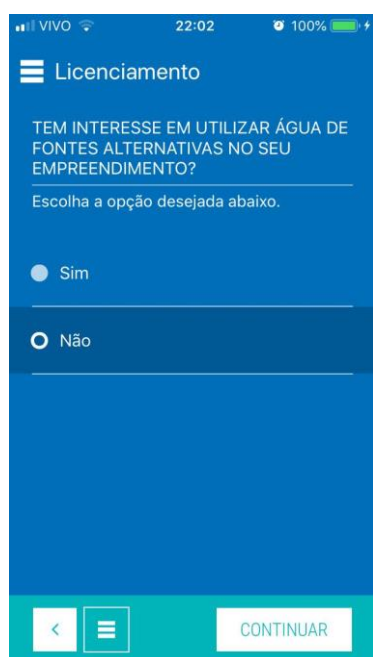 VIVO 22:02 100%
Licenciamento
TEM INTERESSE EM UTILIZAR ÁGUA DE
FONTES ALTERNATIVAS NO SEU
EMPREENDIMENTO?
Escolha a opção desejada abaixo.
Sim
Não
CONTINUAR